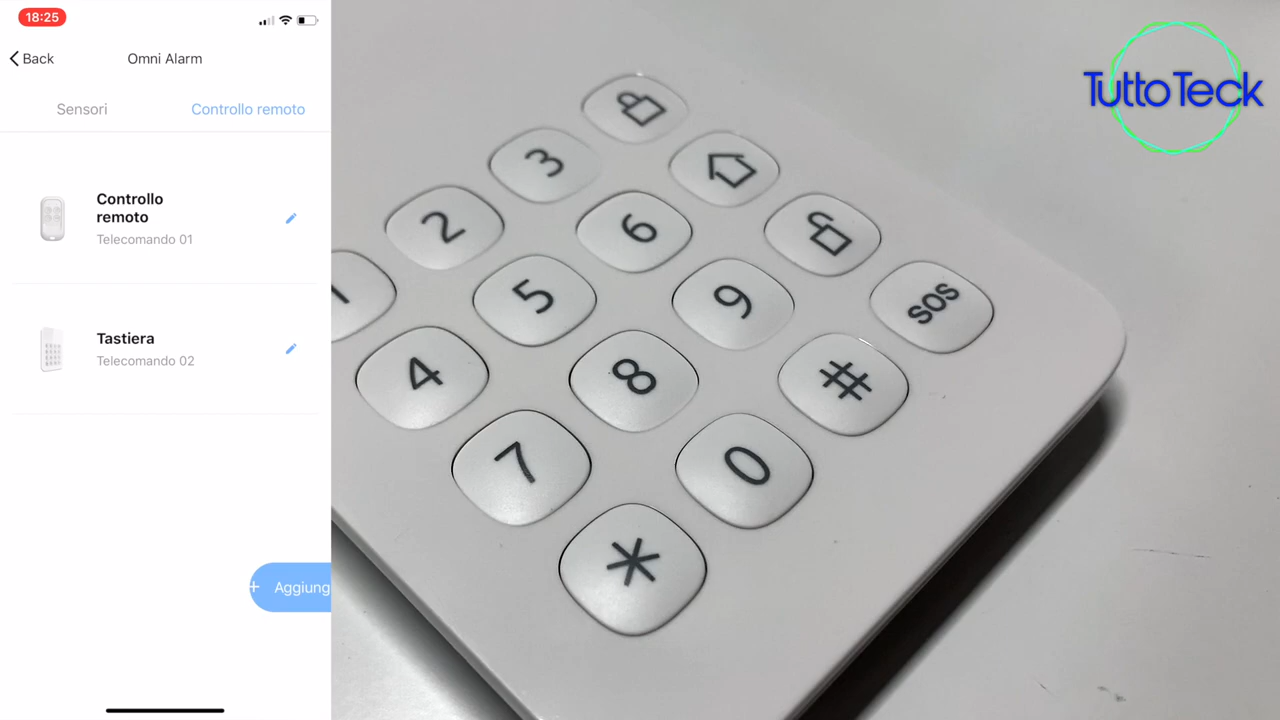 18:25
Back
Omni Alarm
Sensori
Controllo remoto
Controllo
remoto
Telecomando 01
Tastiera
Telecomando 02
+ Aggiung
TuttoTeck
3
2
6
1
5
9
SOS
4
8
#
7
0
*